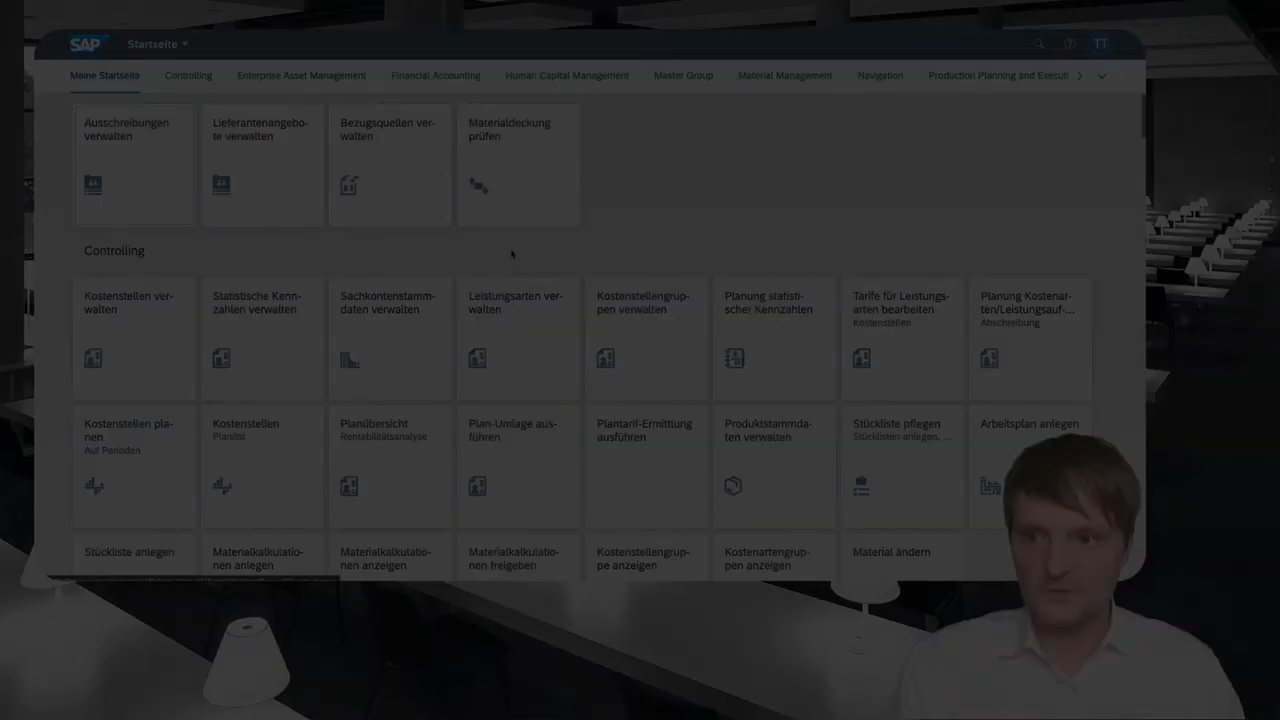 SAP Startseite TT
Meine Startseite Controlling Enterprise Asset Management Financial Accounting Human Capital Management Master Group Material Management Navigation Production Planning and Executi
Ausschreibungen
verwalten
Lieferantenangebo-
te verwalten
Bezugsquellen ver-
walten
Materialdeckung
prüfen
Controlling
Kostenstellen ver-
walten
Statistische Kenn-
zahlen verwalten
Sachkontenstamm-
daten verwalten
Leistungsarten ver-
walten
Kostenstellengrup-
pen verwalten
Planung statisti-
scher Kennzahlen
Tarife für Leistungs-
arten bearbeiten
Kostenstellen
Planung Kostenar-
ten/Leistungsauf-...
Abschreibung
Kostenstellen pla-
nen
Auf Perioden
Kostenstellen
Plan/Ist
Planübersicht
Rentabilitätsanalyse
Plan-Umlage aus-
führen
Plantarif-Ermittlung
ausführen
Produktstammda-
ten verwalten
Stückliste pflegen
Stücklisten anlegen, ...
Arbeitsplan anlegen
Stückliste anlegen
Materialkalkulatio-
nen anlegen
Materialkalkulatio-
nen anzeigen
Materialkalkulatio-
nen freigeben
Kostenstellengrup-
pe anzeigen
Kostenartengrup-
pen anzeigen
Material ändern